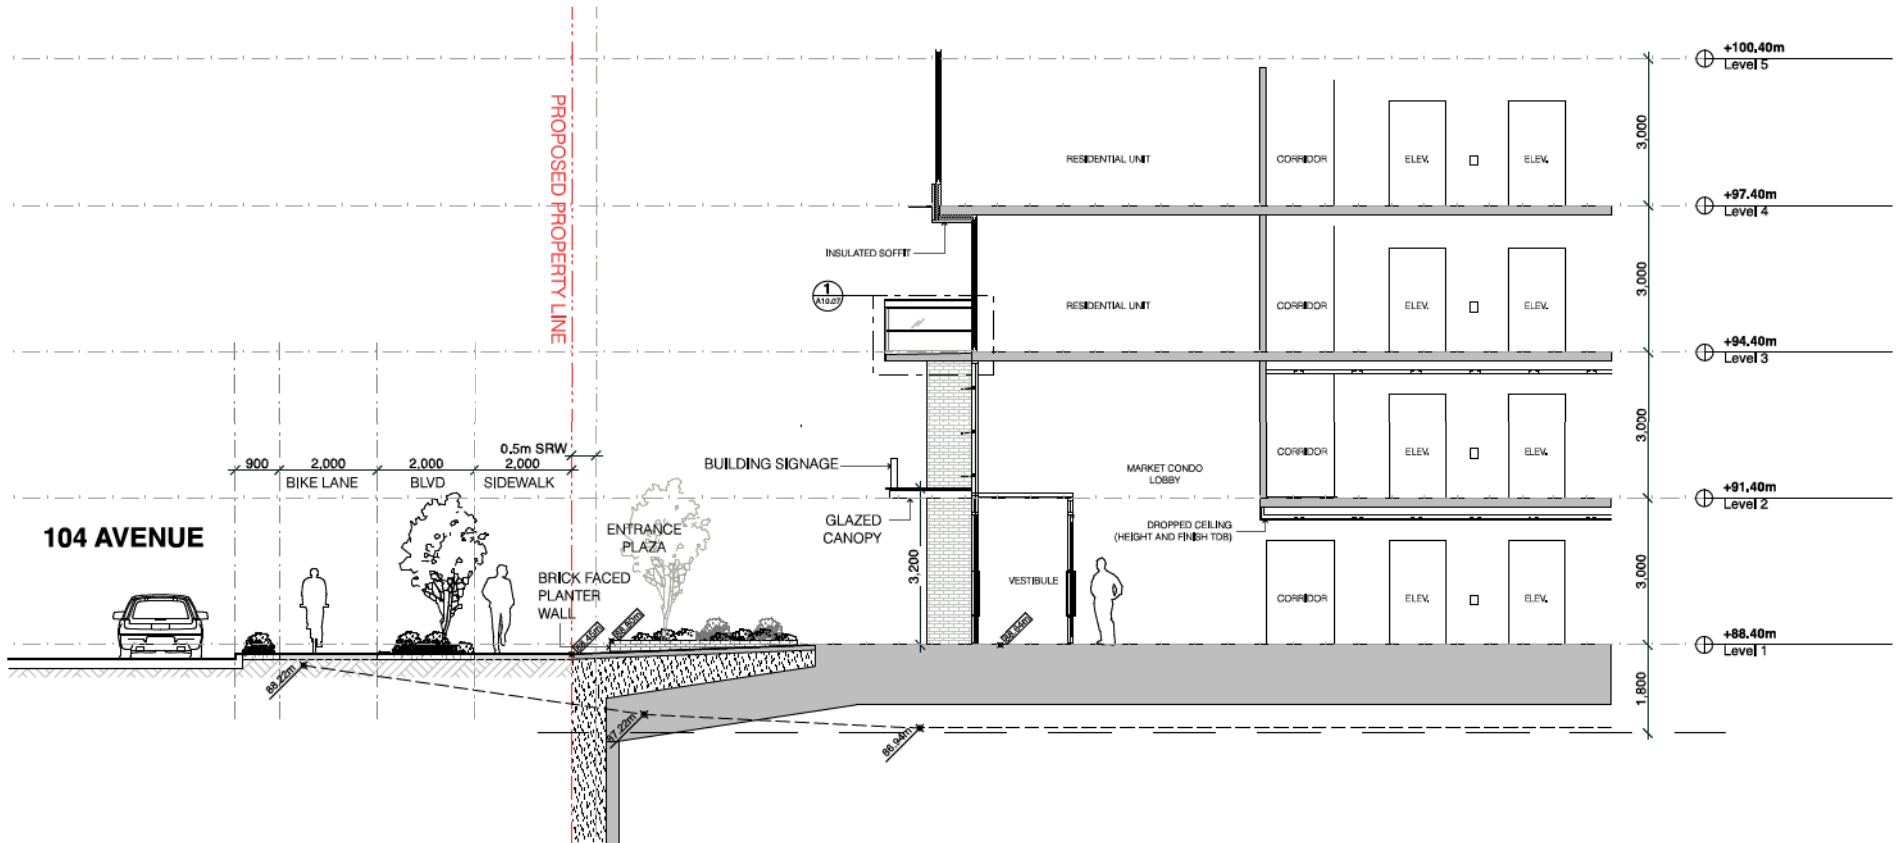 +100.40m
Level 5
PROPOSED PROPERTY LINE
3,000
RESIDENTIAL UNIT
CORRIDOR
ELEV.
ELEV.
+97.40m
Level 4
INSULATED SOFFIT
3,000
1
A10.07
RESIDENTIAL UNIT
CORRIDOR
ELEV.
ELEV.
+94.40m
Level 3
3,000
0.5m SRW
900
2,000
2,000
2,000
BIKE LANE
BLVD
SIDEWALK
BUILDING SIGNAGE
MARKET CONDO
LOBBY
CORRIDOR
ELEV.
ELEV.
+91.40m
Level 2
104 AVENUE
ENTRANCE
PLAZA
GLAZED
CANOPY
DROPPED CEILING
(HEIGHT AND FINISH TDB)
BRICK FACED
PLANTER
WALL
3,200
VESTIBULE
3,000
CORRIDOR
ELEV.
ELEV.
88.45m
+88.40m
Level 1
88.22m
1,800
87.22m
86.94m